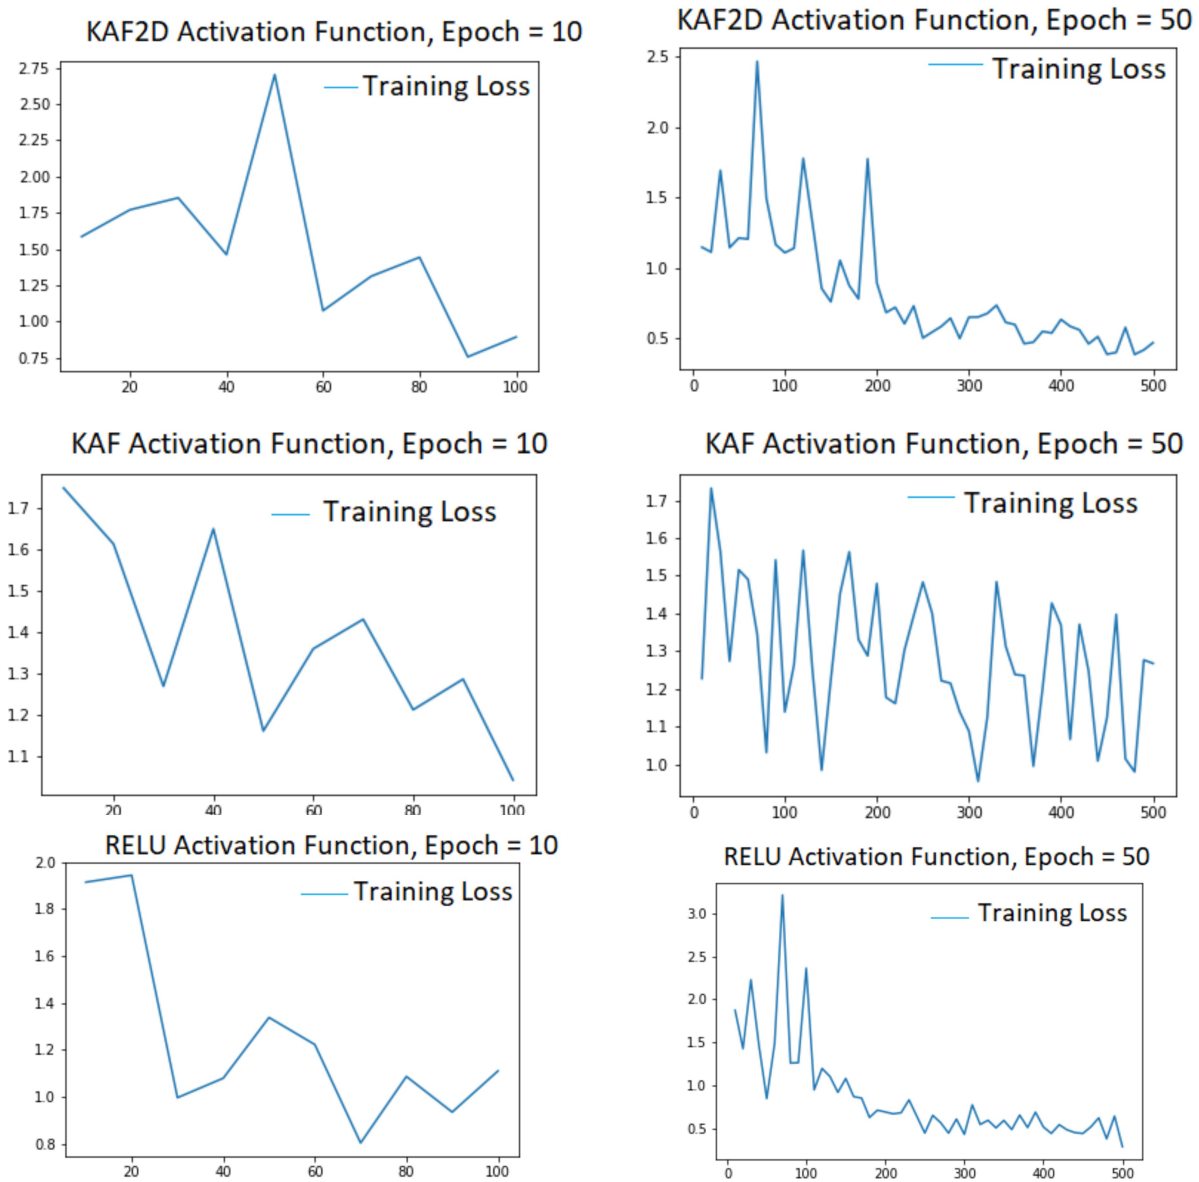 KAF2D Activation Function, Epoch = 10
Training Loss
2.75
2.50
2.25
2.00
1.75
1.50
1.25
1.00
0.75
20 40 60 80 100
KAF2D Activation Function, Epoch = 50
Training Loss
2.5
2.0
1.5
1.0
0.5
0 100 200 300 400 500
KAF Activation Function, Epoch = 10
Training Loss
1.7
1.6
1.5
1.4
1.3
1.2
1.1
20 40 60 80 100
KAF Activation Function, Epoch = 50
Training Loss
1.7
1.6
1.5
1.4
1.3
1.2
1.1
1.0
0 100 200 300 400 500
RELU Activation Function, Epoch = 10
Training Loss
2.0
1.8
1.6
1.4
1.2
1.0
0.8
20 40 60 80 100
RELU Activation Function, Epoch = 50
Training Loss
3.0
2.5
2.0
1.5
1.0
0.5
0 100 200 300 400 500